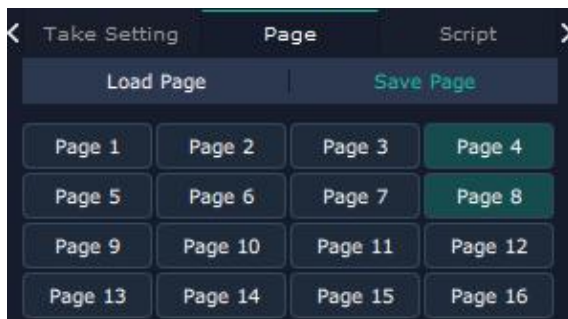 Take Setting Page Script
Load Page Save Page
Page 1 Page 2 Page 3 Page 4
Page 5 Page 6 Page 7 Page 8
Page 9 Page 10 Page 11 Page 12
Page 13 Page 14 Page 15 Page 16